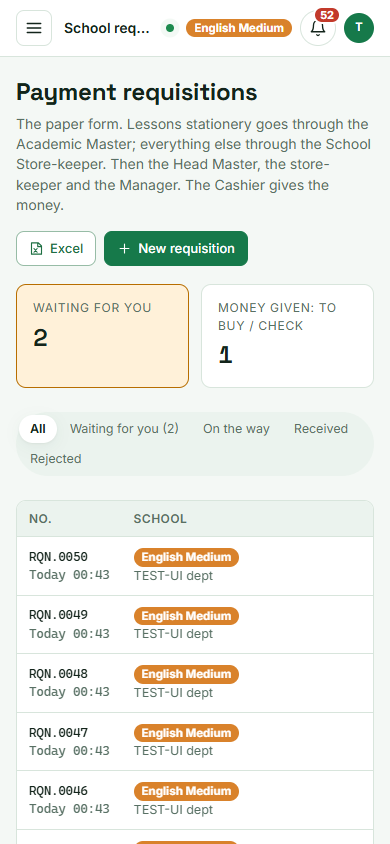 School req...
English Medium
52
T
Payment requisitions
The paper form. Lessons stationery goes through the
Academic Master; everything else through the School
Store-keeper. Then the Head Master, the store-
keeper and the Manager. The Cashier gives the
money.
Excel
New requisition
WAITING FOR YOU
2
MONEY GIVEN: TO
BUY / CHECK
1
All
Waiting for you (2)
On the way
Received
Rejected
NO.
SCHOOL
RQN.0050
English Medium
Today 00:43
TEST-UI dept
RQN.0049
English Medium
Today 00:43
TEST-UI dept
RQN.0048
English Medium
Today 00:43
TEST-UI dept
RQN.0047
English Medium
Today 00:43
TEST-UI dept
RQN.0046
English Medium
Today 00:43
TEST-UI dept